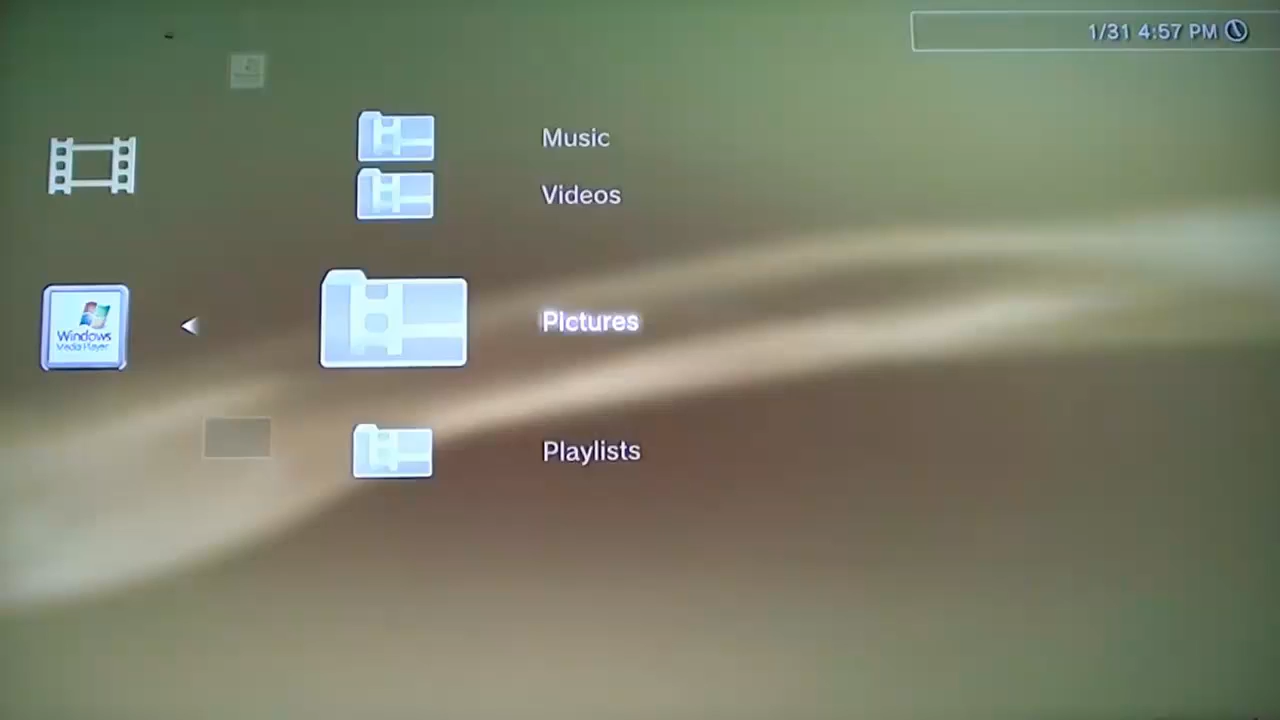 1/31 4:57 PM
Music
Videos
Windows
Media Player
Pictures
Playlists